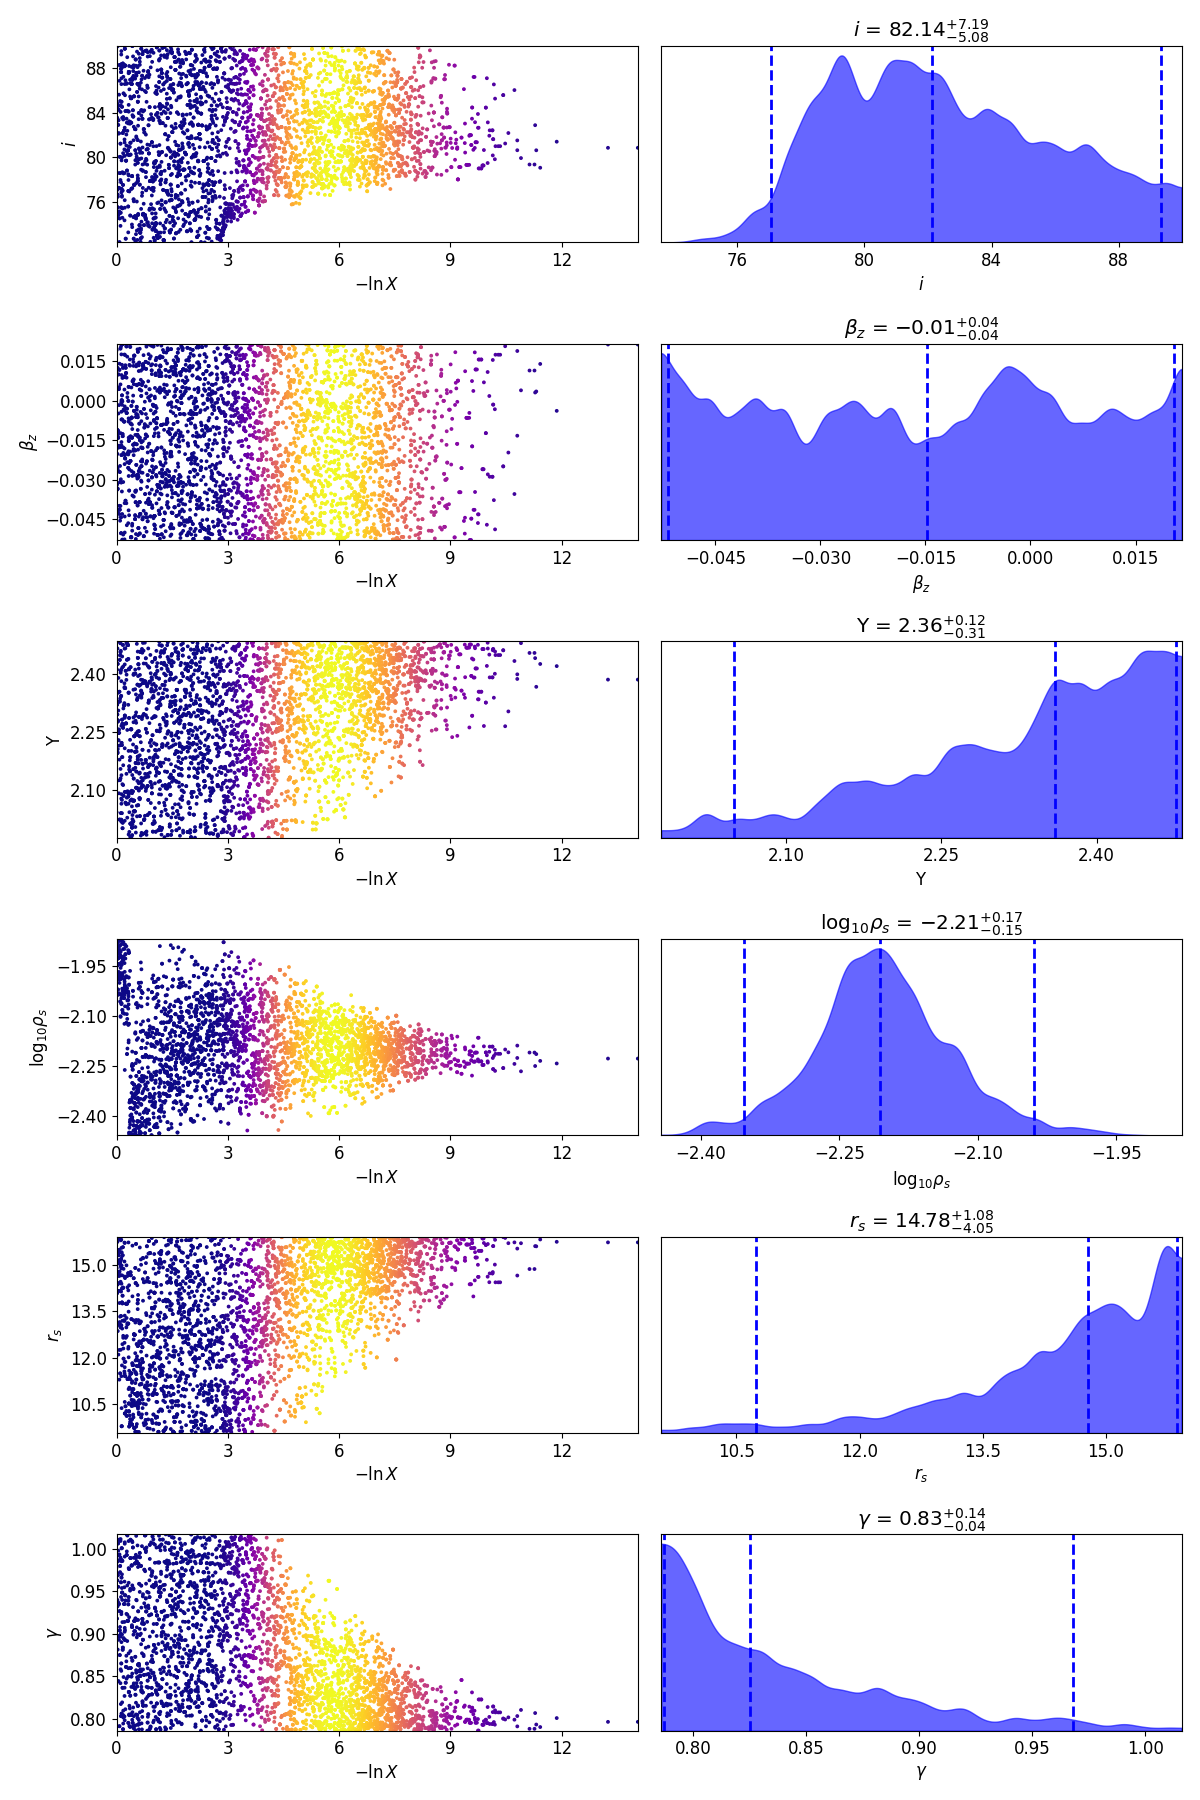 i = 82.14+7.19−5.08
88
84
80
76
i
0 3 6 9 12
−ln X
76 80 84 88
i
βz = −0.01+0.04−0.04
0.015
0.000
−0.015
−0.030
−0.045
βz
0 3 6 9 12
−ln X
−0.045 −0.030 −0.015 0.000 0.015
βz
Y = 2.36+0.12−0.31
2.40
2.25
2.10
Y
0 3 6 9 12
−ln X
2.10 2.25 2.40
Y
log10ρs = −2.21+0.17−0.15
−1.95
−2.10
−2.25
−2.40
log10ρs
0 3 6 9 12
−ln X
−2.40 −2.25 −2.10 −1.95
log10ρs
rs = 14.78+1.08−4.05
15.0
13.5
12.0
10.5
rs
0 3 6 9 12
−ln X
10.5 12.0 13.5 15.0
rs
γ = 0.83+0.14−0.04
1.00
0.95
0.90
0.85
0.80
γ
0 3 6 9 12
−ln X
0.80 0.85 0.90 0.95 1.00
γ